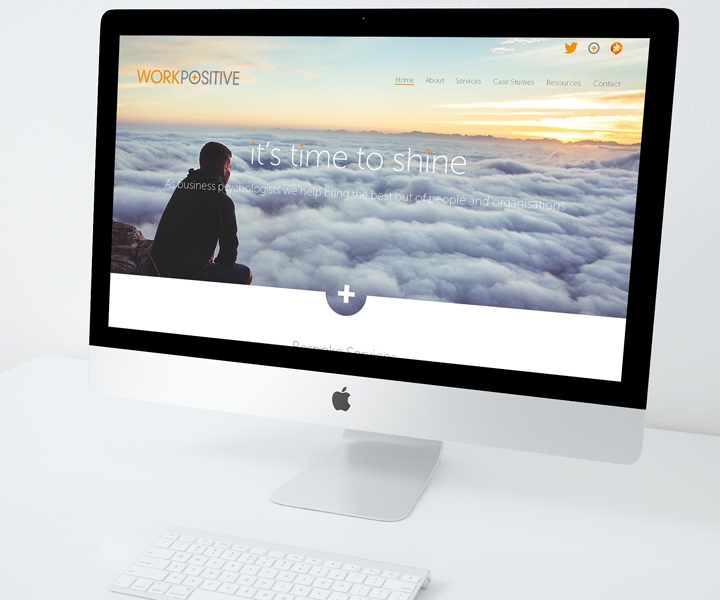 WORKPOSITIVE
Home About Services Case Studies Resources Contact
it's time to shine
As business psychologists we help bring the best out of people and organisations
Bespoke Services